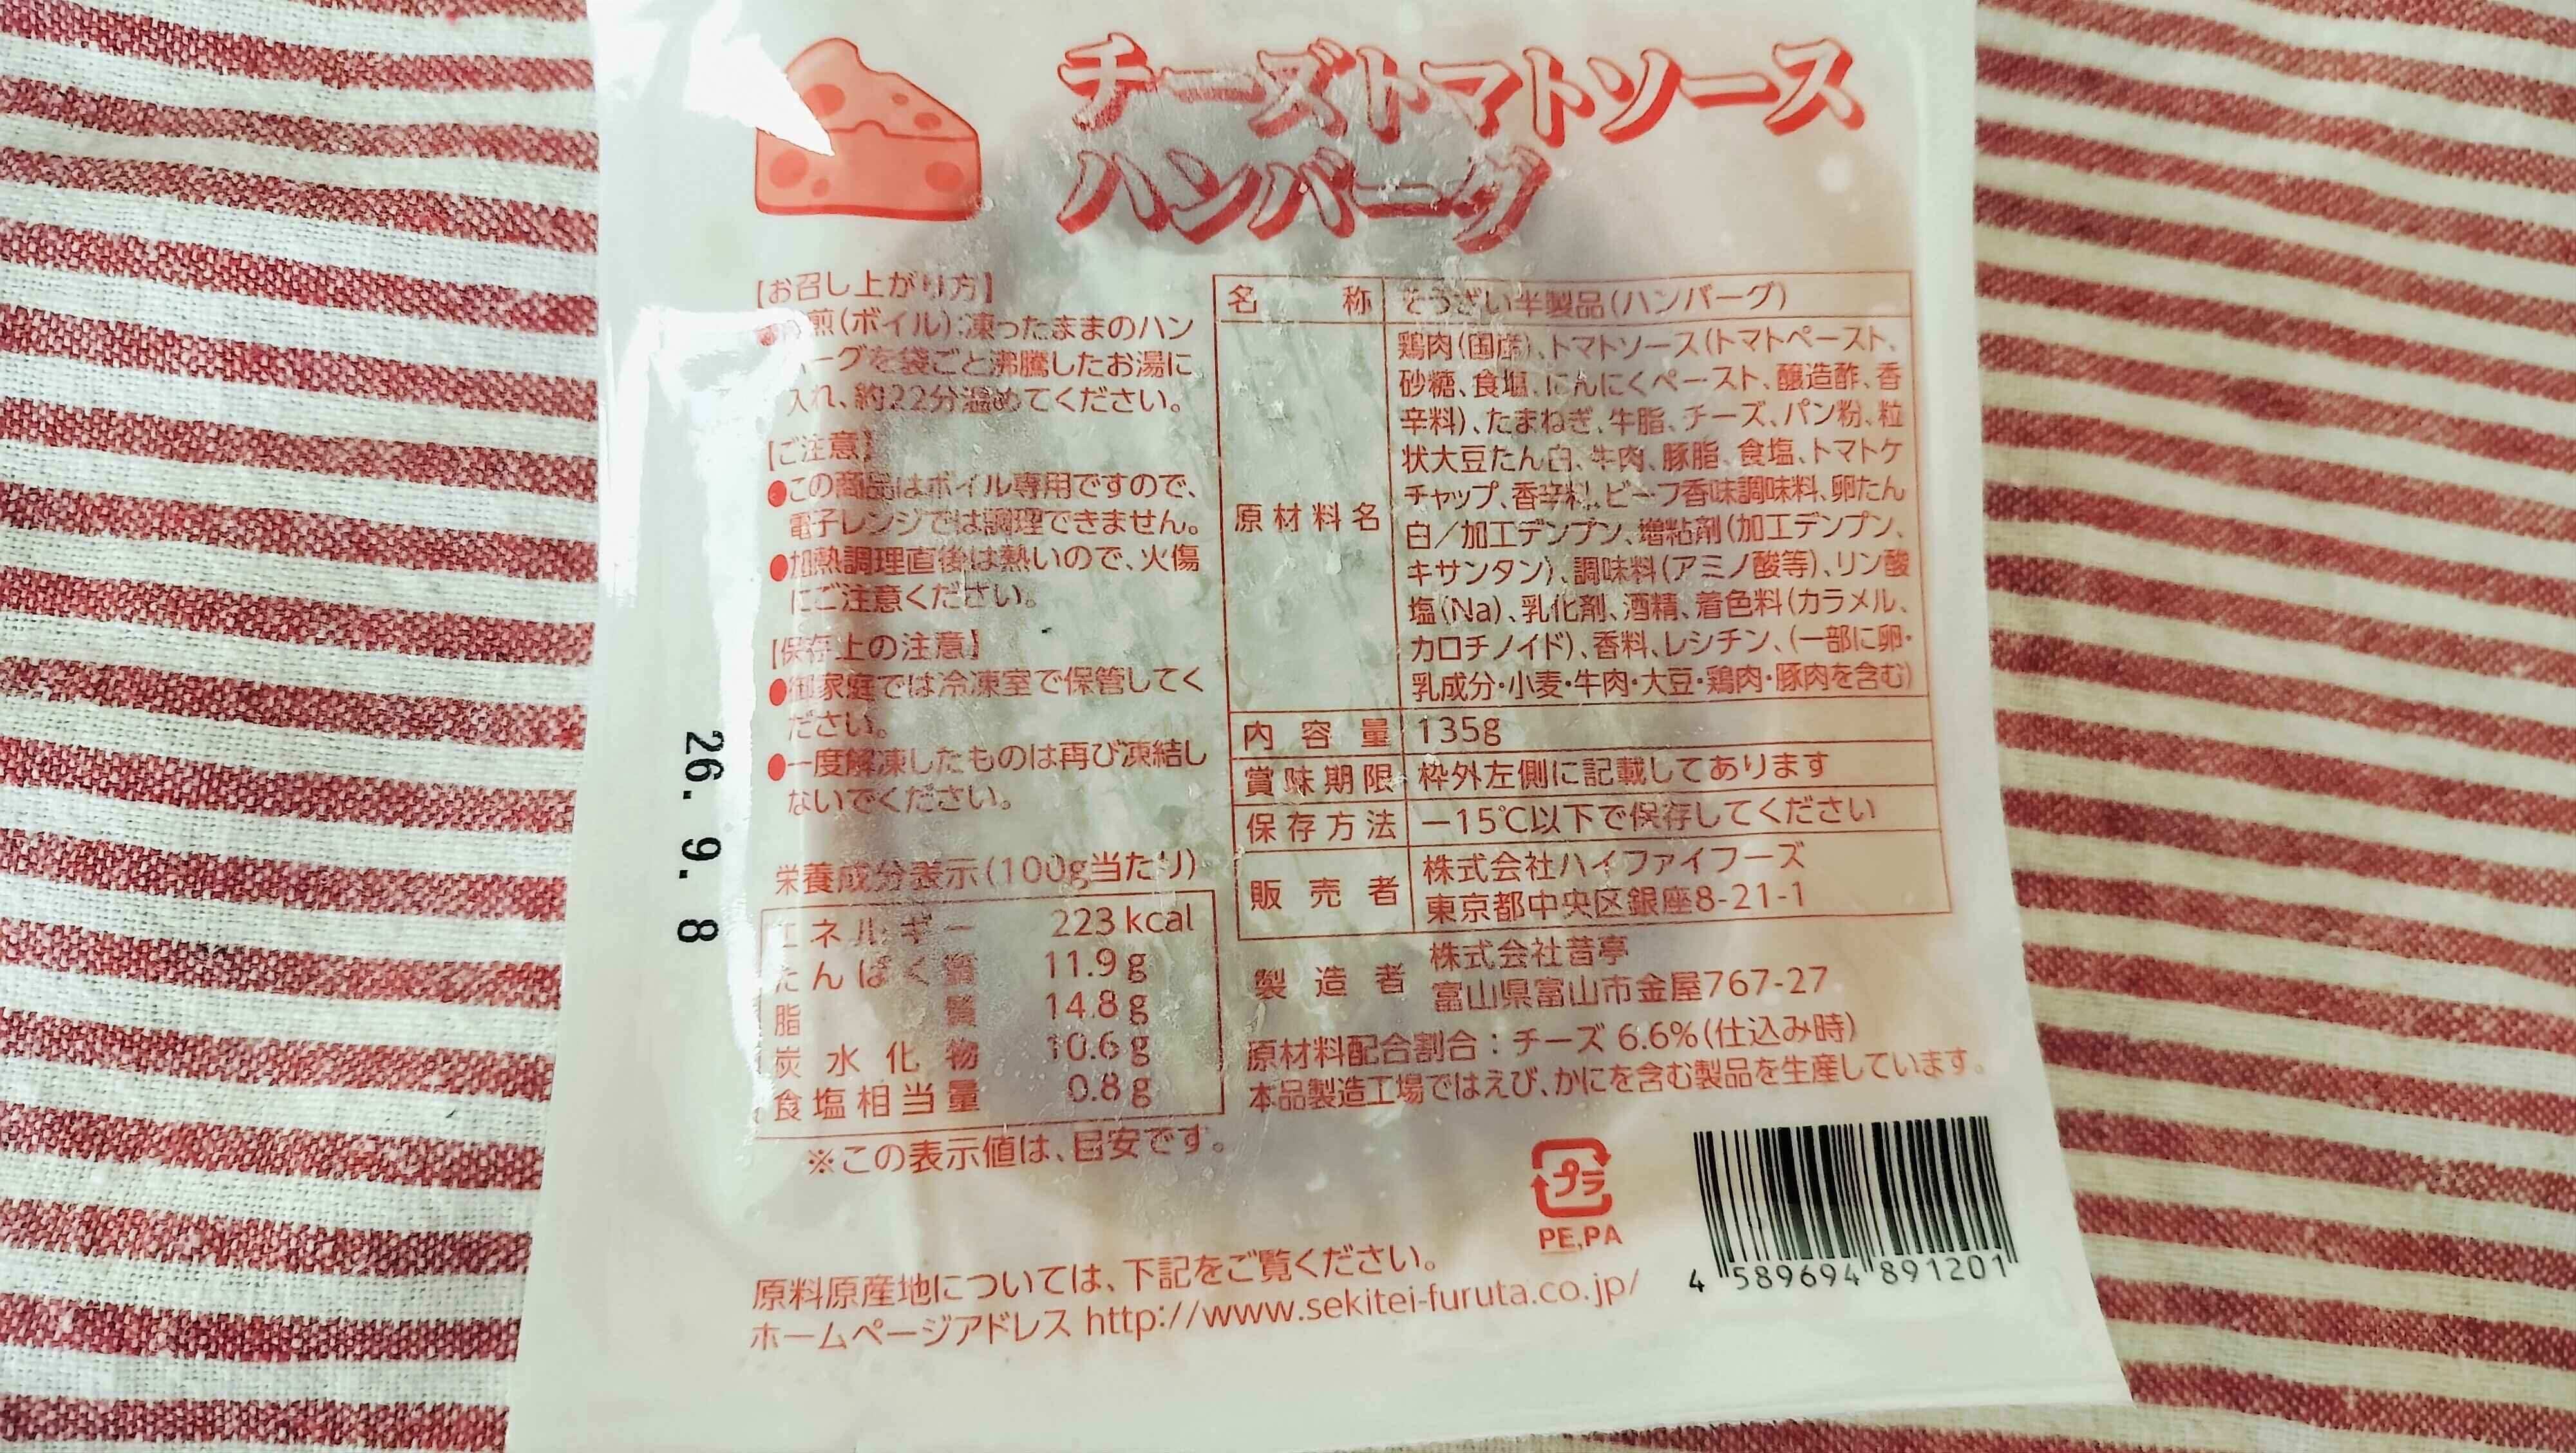 チーズトマトソース
ハンバーグ
【お召し上がり方】
煎(ボイル):凍ったままのハン
ーグを袋ごと沸騰したお湯に
入れ、約22分温めてください。
【ご注意】
●この商品はボイル専用ですので、
電子レンジでは調理できません。
●加熱調理直後は熱いので、火傷
にご注意ください。
【保存上の注意】
●御家庭では冷凍室で保管してく
ださい。
●一度解凍したものは再び凍結し
ないでください。
26. 9. 8
栄養成分表示(100g当たり)
エネルギー 223 kcal
たんぱく質 11.9 g
脂質 14.8 g
炭水化物 10.6 g
食塩相当量 0.8 g
※この表示値は、目安です。
名称 そうざい半製品(ハンバーグ)
原材料名
鶏肉(国産)、トマトソース(トマトペースト、
砂糖、食塩、にんにくペースト、醸造酢、香
辛料)、たまねぎ、牛脂、チーズ、パン粉、粒
状大豆たん白、牛肉、豚脂、食塩、トマトケ
チャップ、香辛料、ビーフ香味調味料、卵たん
白/加工デンプン、増粘剤(加工デンプン、
キサンタン)、調味料(アミノ酸等)、リン酸
塩(Na)、乳化剤、酒精、着色料(カラメル、
カロチノイド)、香料、レシチン、(一部に卵・
乳成分・小麦・牛肉・大豆・鶏肉・豚肉を含む)
内容量 135g
賞味期限 枠外左側に記載してあります
保存方法 -15℃以下で保存してください
販売者 株式会社ハイファイフーズ
東京都中央区銀座8-21-1
製造者 株式会社昔亭
富山県富山市金屋767-27
原材料配合割合:チーズ 6.6%(仕込み時)
本品製造工場ではえび、かにを含む製品を生産しています。
プラ
PE,PA
4 589694 891201
原料原産地については、下記をご覧ください。
ホームページアドレス http://www.sekitei-furuta.co.jp/